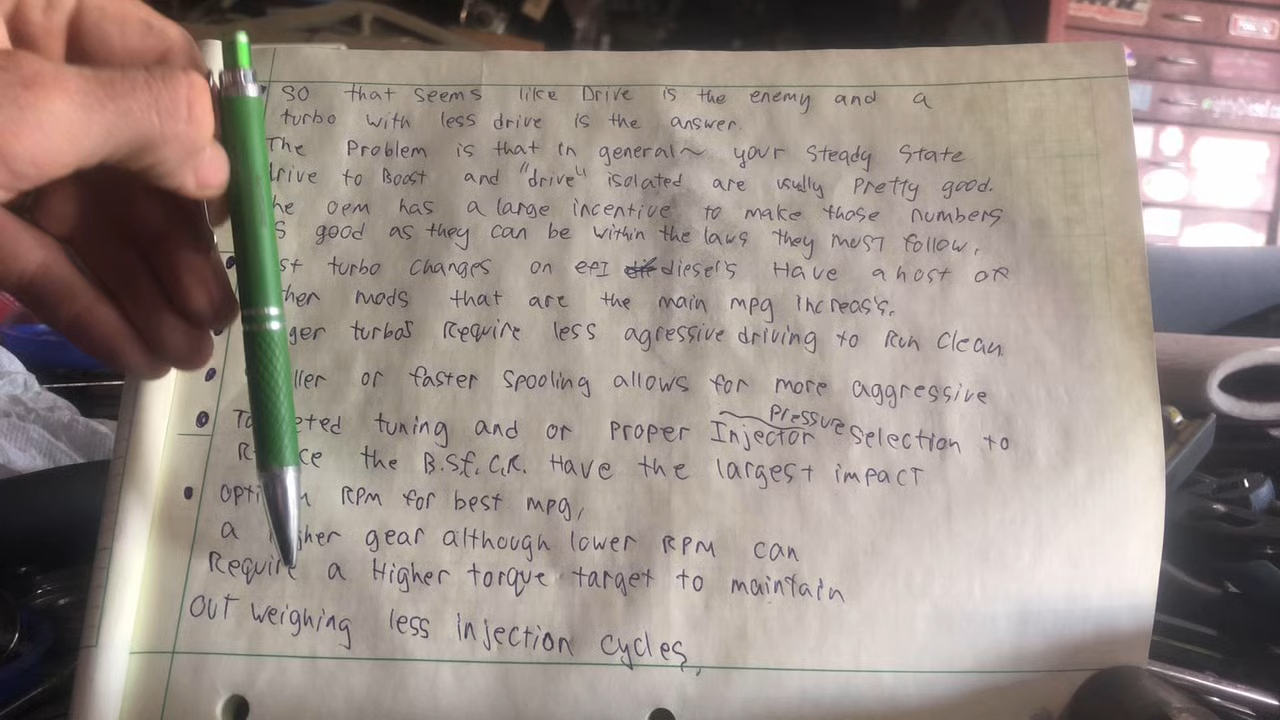 so that seems like Drive is the enemy and a
turbo with less drive is the answer.
The Problem is that in general~ your steady state
drive to Boost and "drive" isolated are usully Pretty good.
he oem has a large incentive to make those numbers
s good as they can be within the laws they must follow.
st turbo changes on efI diesel's Have a host of
her mods that are the main mpg Increas's.
ger turbos Require less agressive driving to Run Clean
ller or faster spooling allows for more aggressive
Ta eted tuning and or Proper Injector Pressure Selection to
R ce the B.S.f.C.R. Have the largest impact
opti RPM for best mpg,
a her gear although lower RPM can
Require a Higher torque target to maintain
out weighing less injection cycles,